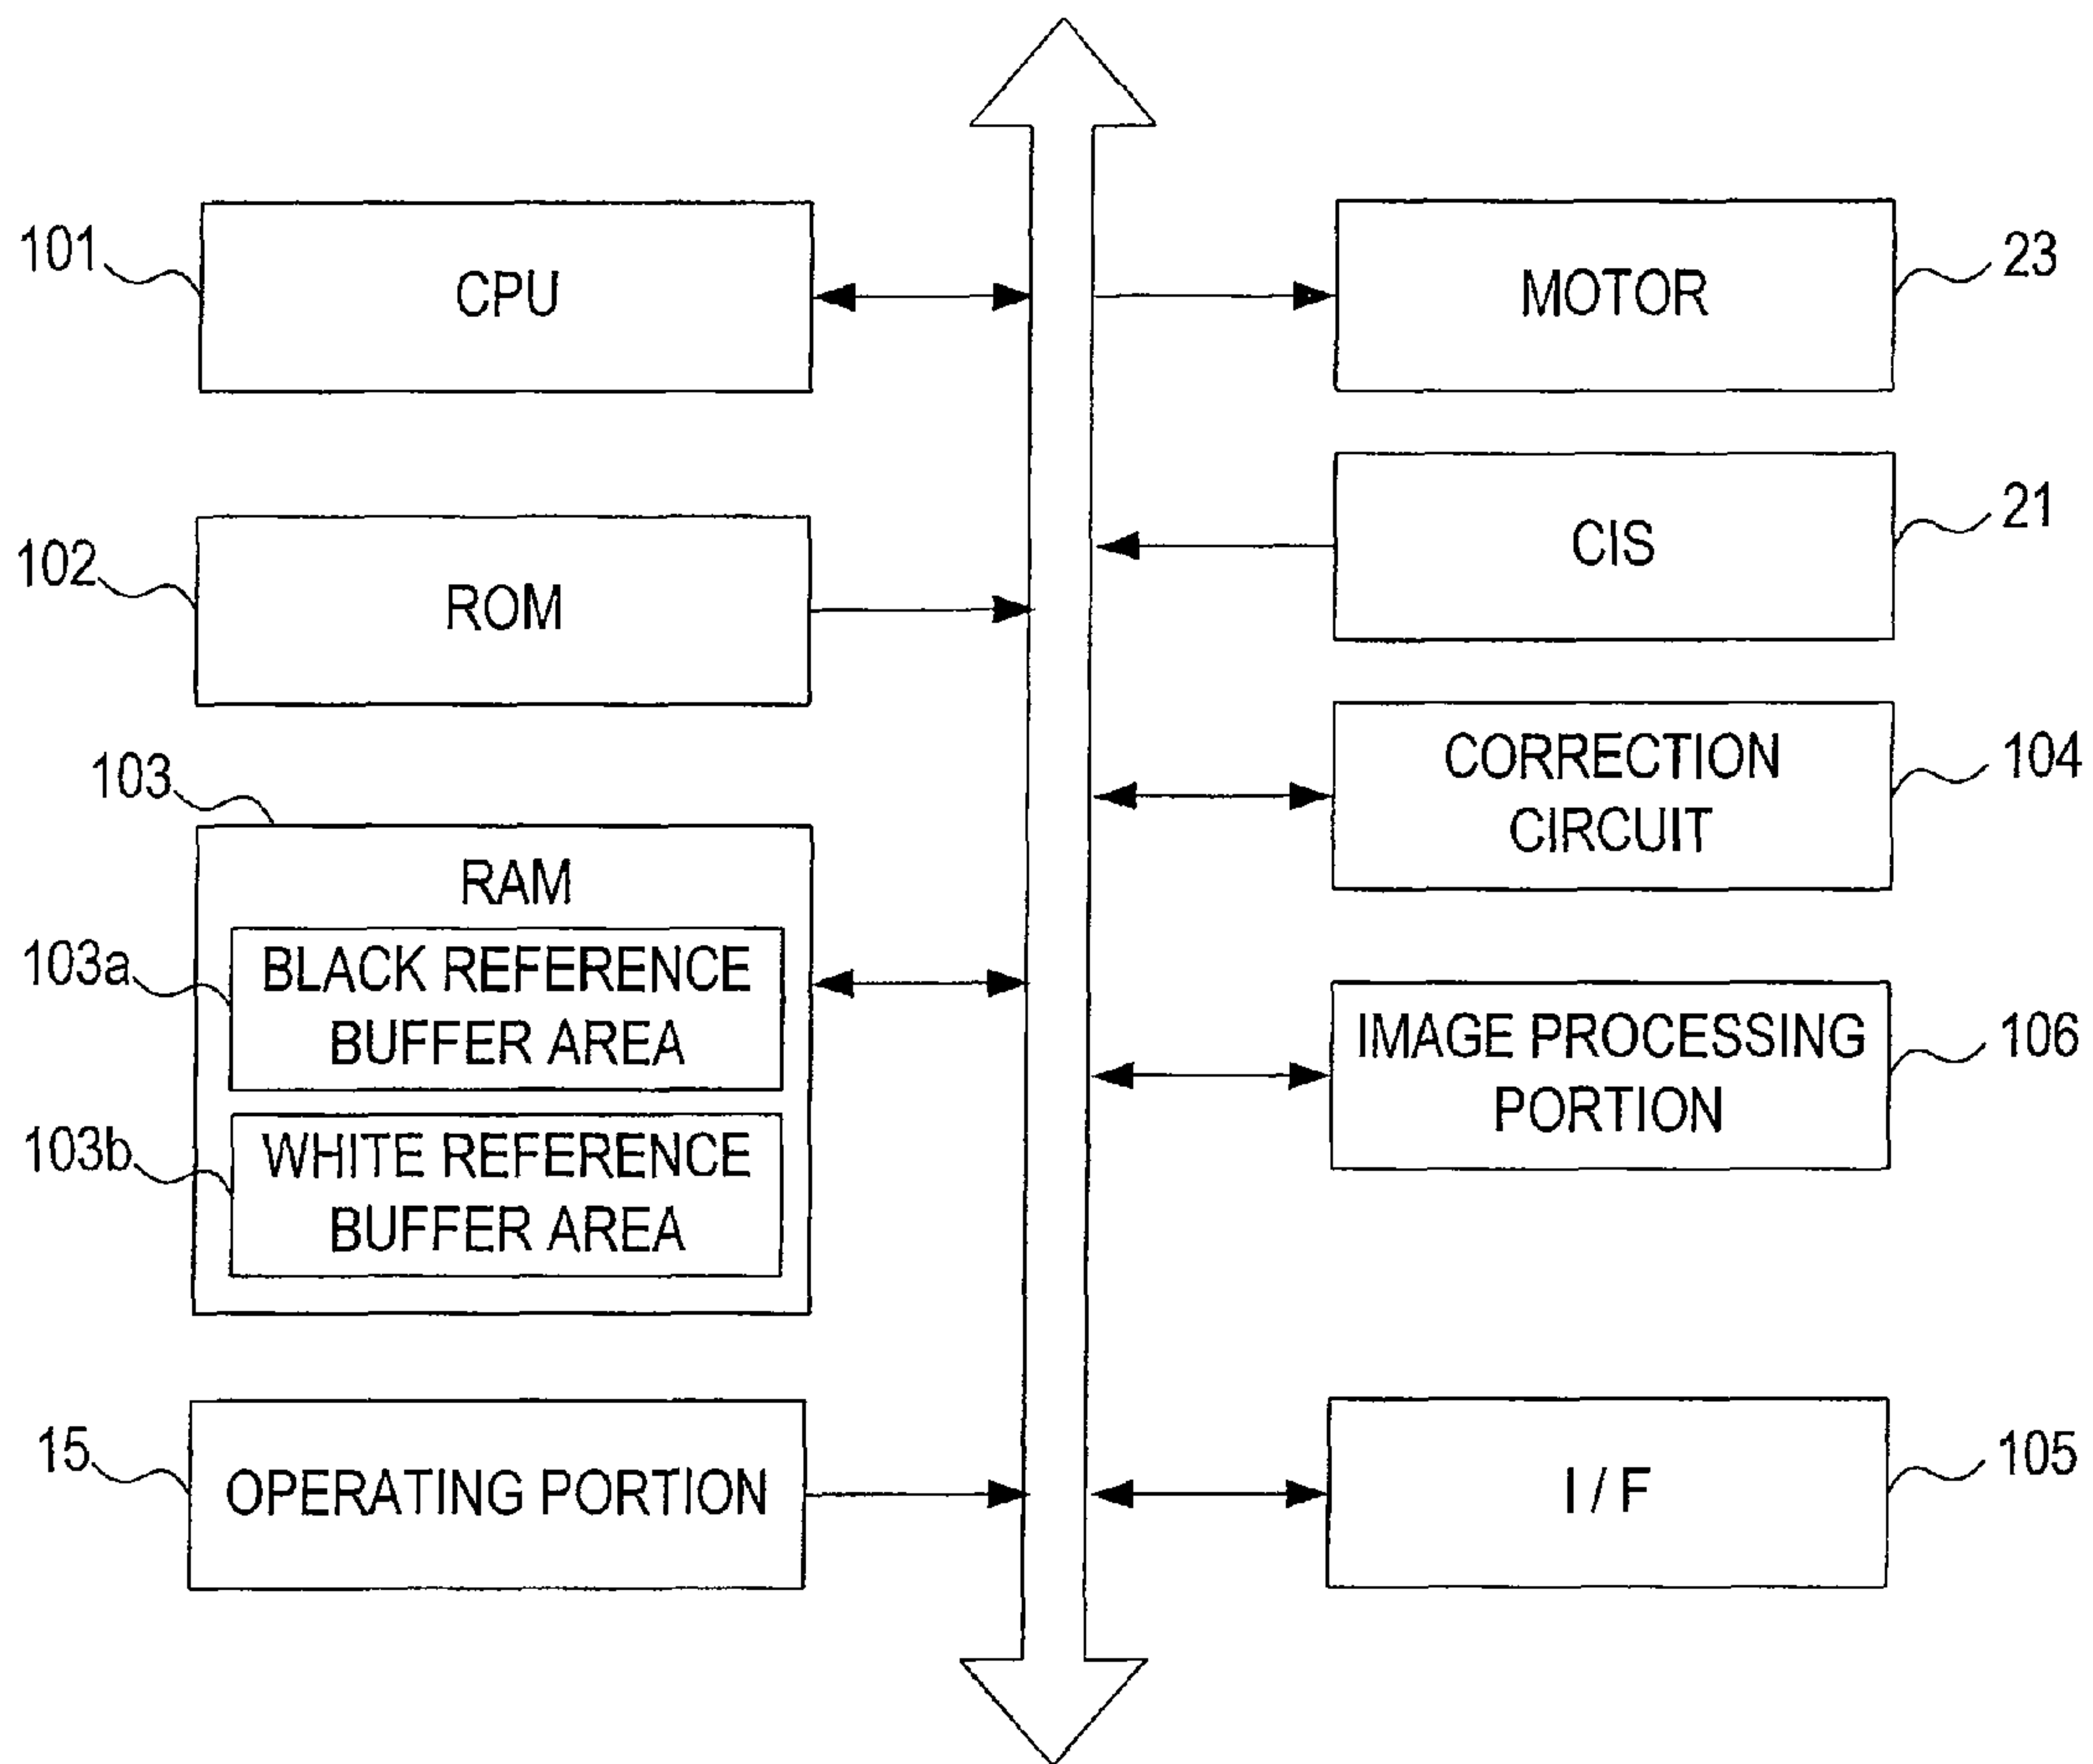 101
CPU
102
ROM
103
RAM
103a
BLACK REFERENCE
BUFFER AREA
103b
WHITE REFERENCE
BUFFER AREA
15
OPERATING PORTION
MOTOR
23
CIS
21
CORRECTION
CIRCUIT
104
IMAGE PROCESSING
PORTION
106
I / F
105